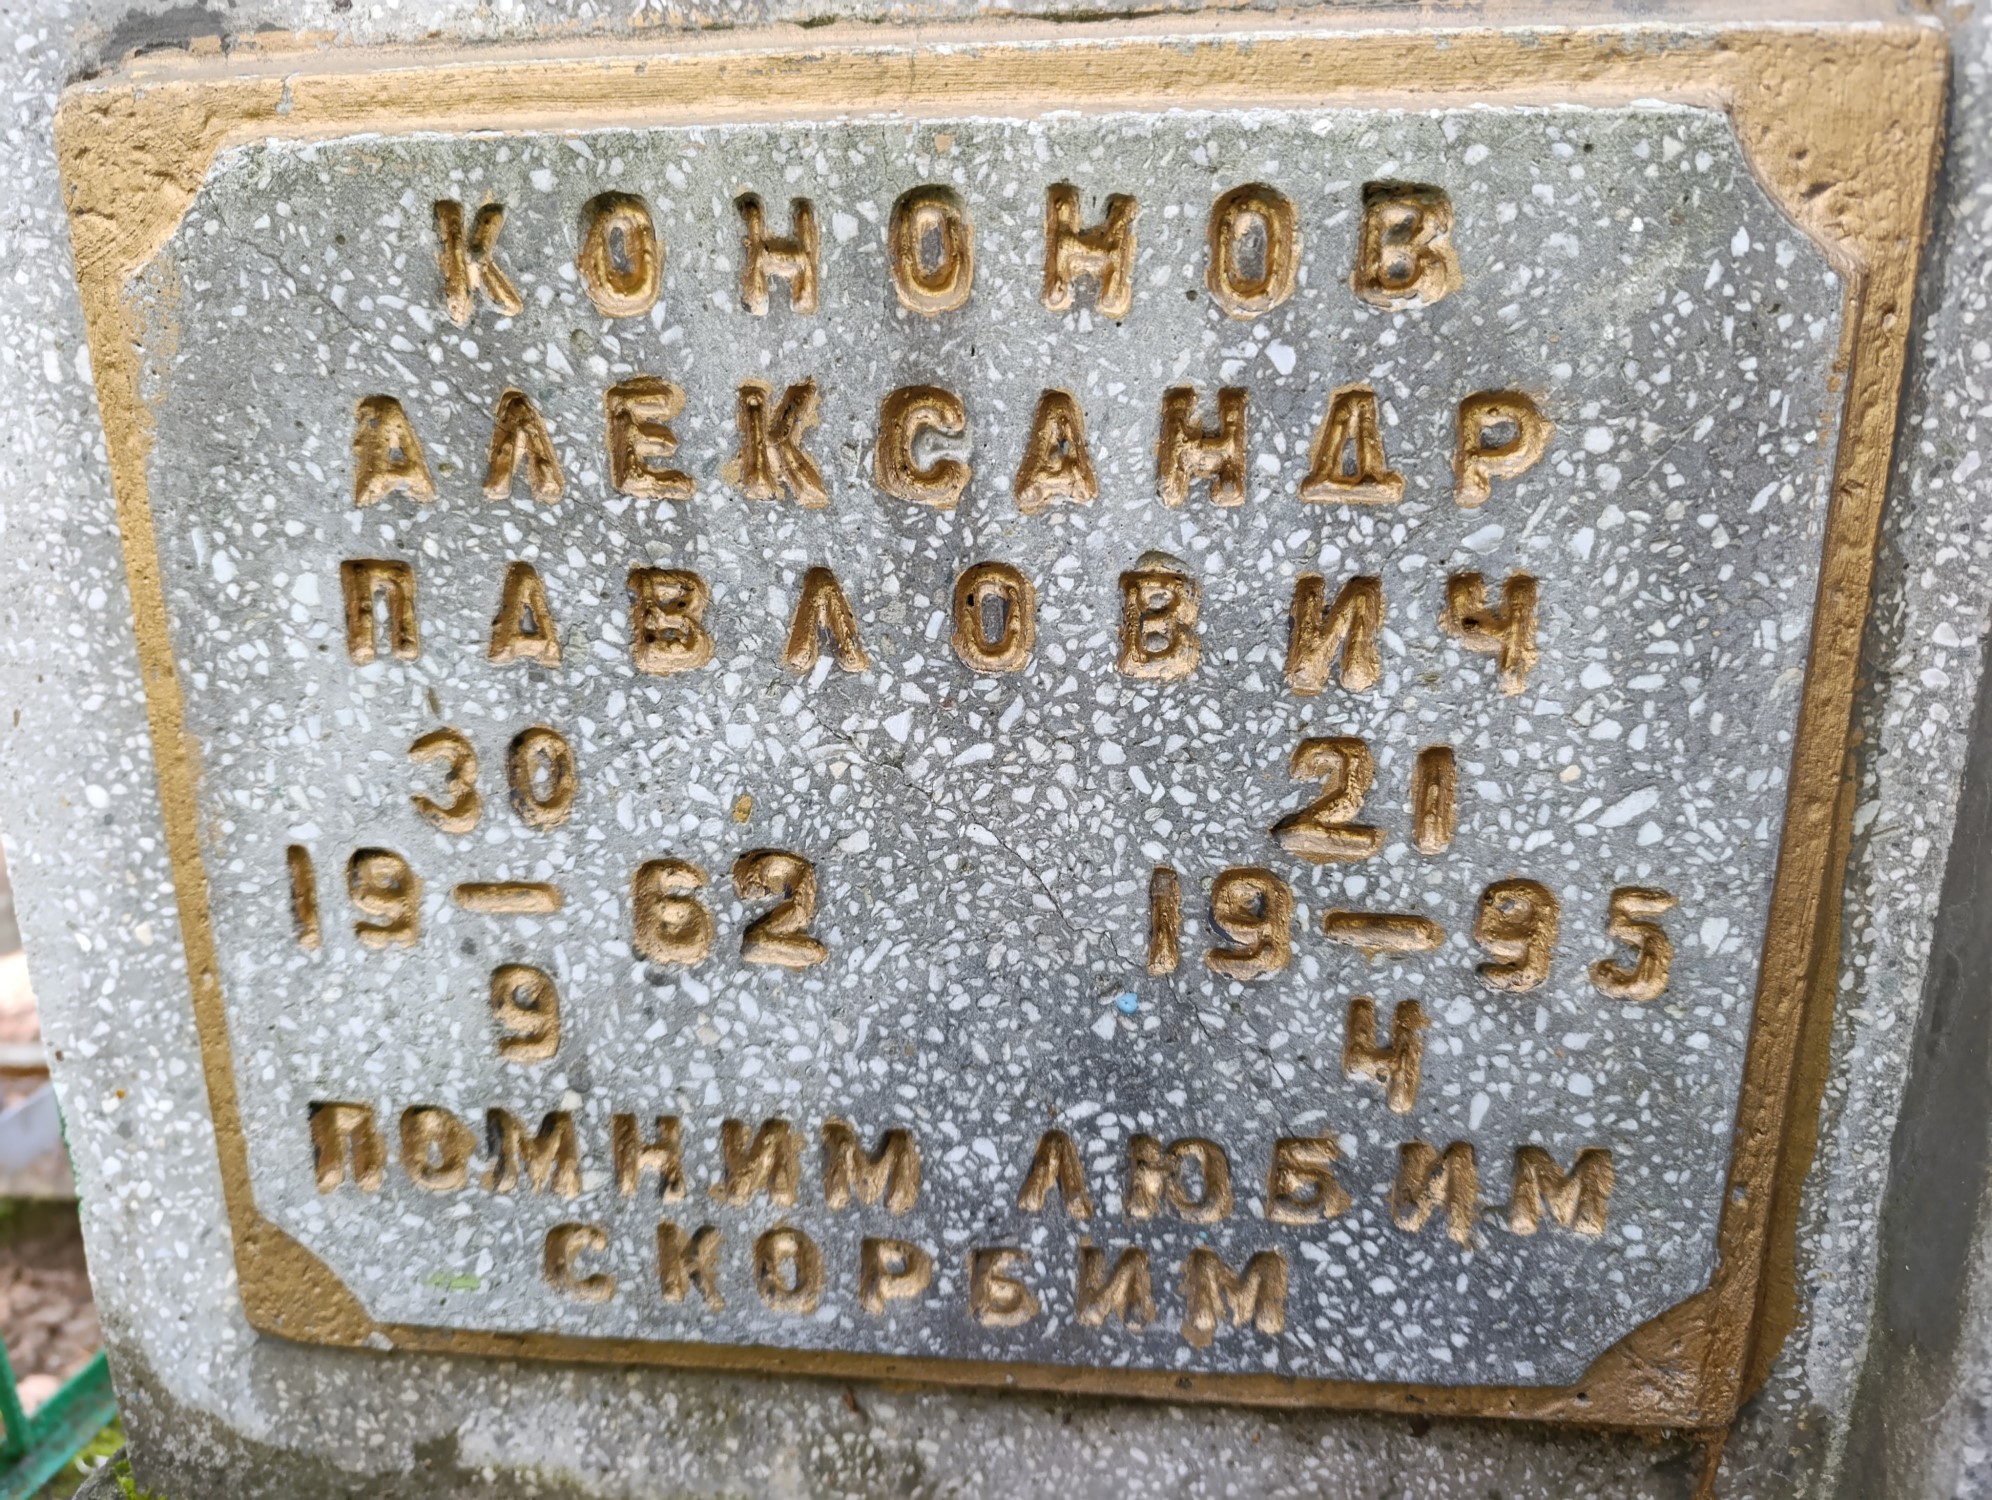 КОНОНОВ
АЛЕКСАНДР
ПАВЛОВИЧ
30 21
19—62 19—95
9 4
ПОМНИМ ЛЮБИМ
СКОРБИМ